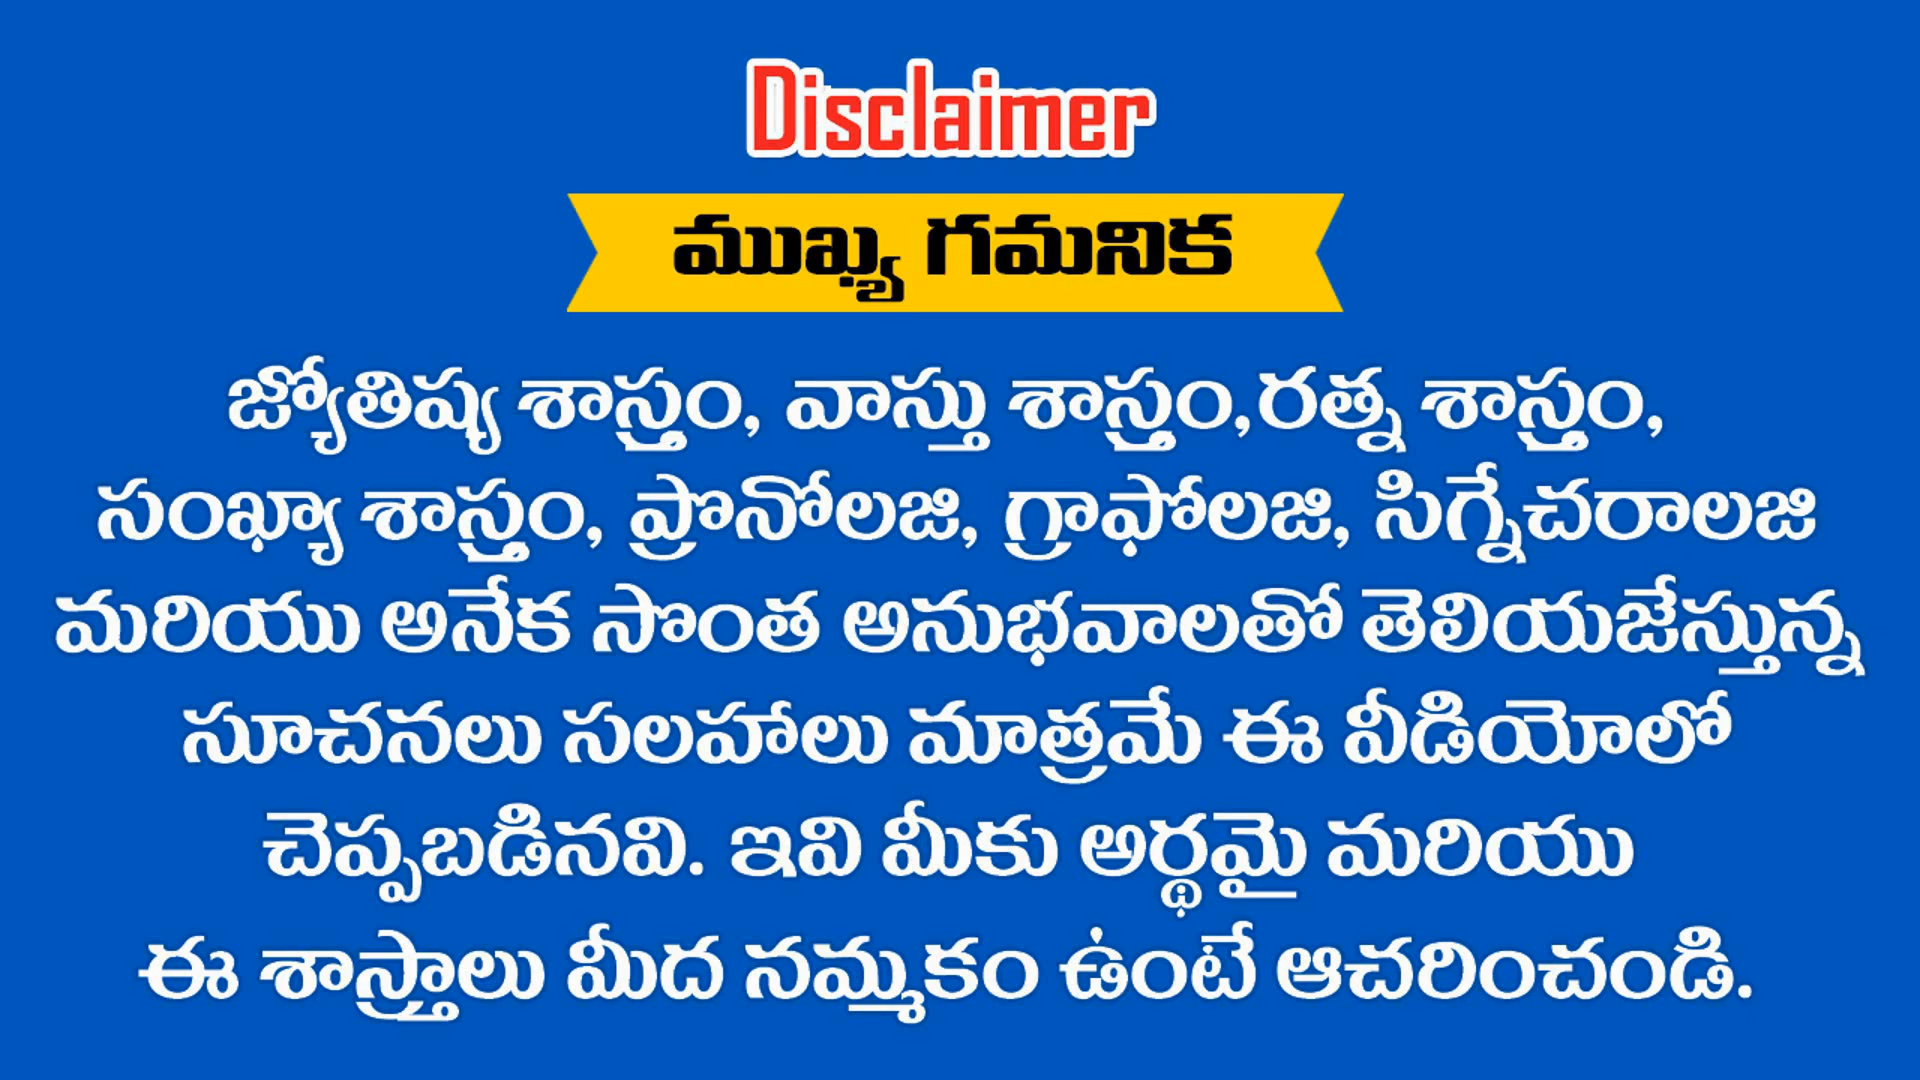 Disclaimer
ముఖ్య గమనిక
జ్యోతిష్య శాస్త్రం, వాస్తు శాస్త్రం,రత్న శాస్త్రం,
సంఖ్యా శాస్త్రం, ప్రొనోలజి, గ్రాఫోలజి, సిగ్నేచరాలజి
మరియు అనేక సొంత అనుభవాలతో తెలియజేస్తున్న
సూచనలు సలహాలు మాత్రమే ఈ వీడియోలో
చెప్పబడినవి. ఇవి మీకు అర్థమై మరియు
ఈ శాస్త్రాలు మీద నమ్మకం ఉంటే ఆచరించండి.